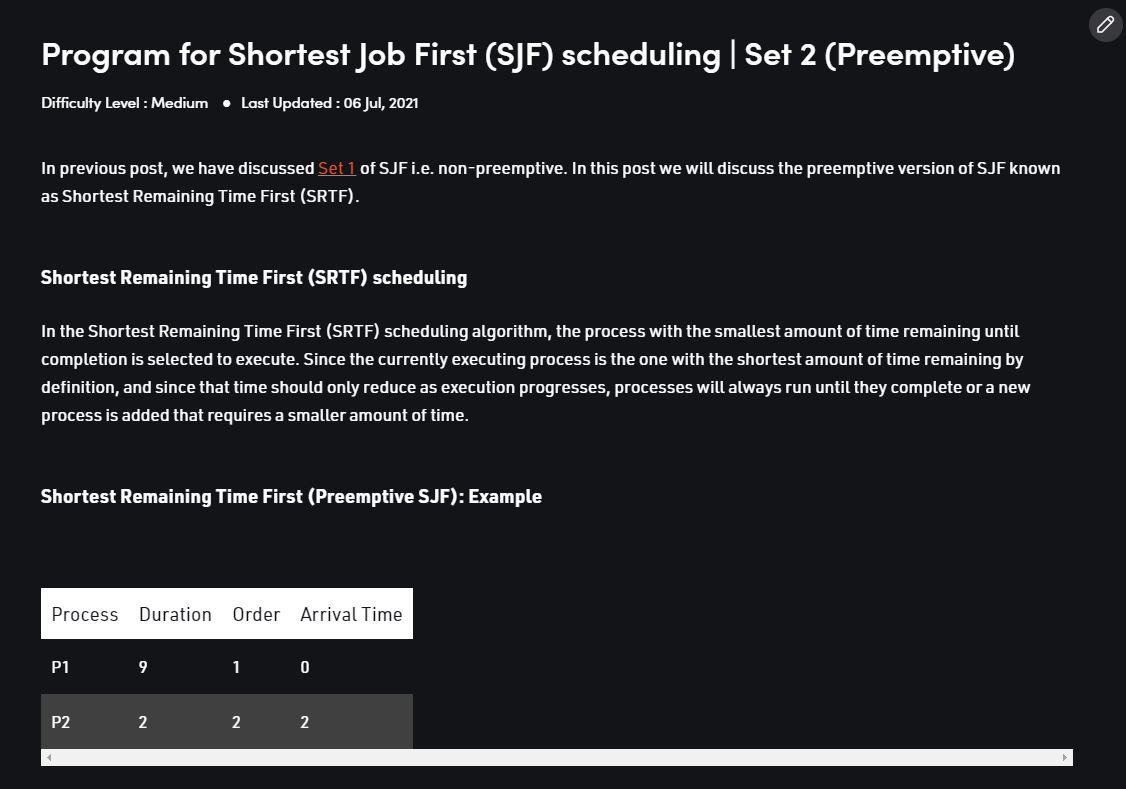 Program for Shortest Job First (SJF) scheduling | Set 2 (Preemptive)
Difficulty Level : Medium ● Last Updated : 06 Jul, 2021
In previous post, we have discussed Set 1 of SJF i.e. non-preemptive. In this post we will discuss the preemptive version of SJF known
as Shortest Remaining Time First (SRTF).
Shortest Remaining Time First (SRTF) scheduling
In the Shortest Remaining Time First (SRTF) scheduling algorithm, the process with the smallest amount of time remaining until
completion is selected to execute. Since the currently executing process is the one with the shortest amount of time remaining by
definition, and since that time should only reduce as execution progresses, processes will always run until they complete or a new
process is added that requires a smaller amount of time.
Shortest Remaining Time First (Preemptive SJF): Example
Process Duration Order Arrival Time
P1 9 1 0
P2 2 2 2